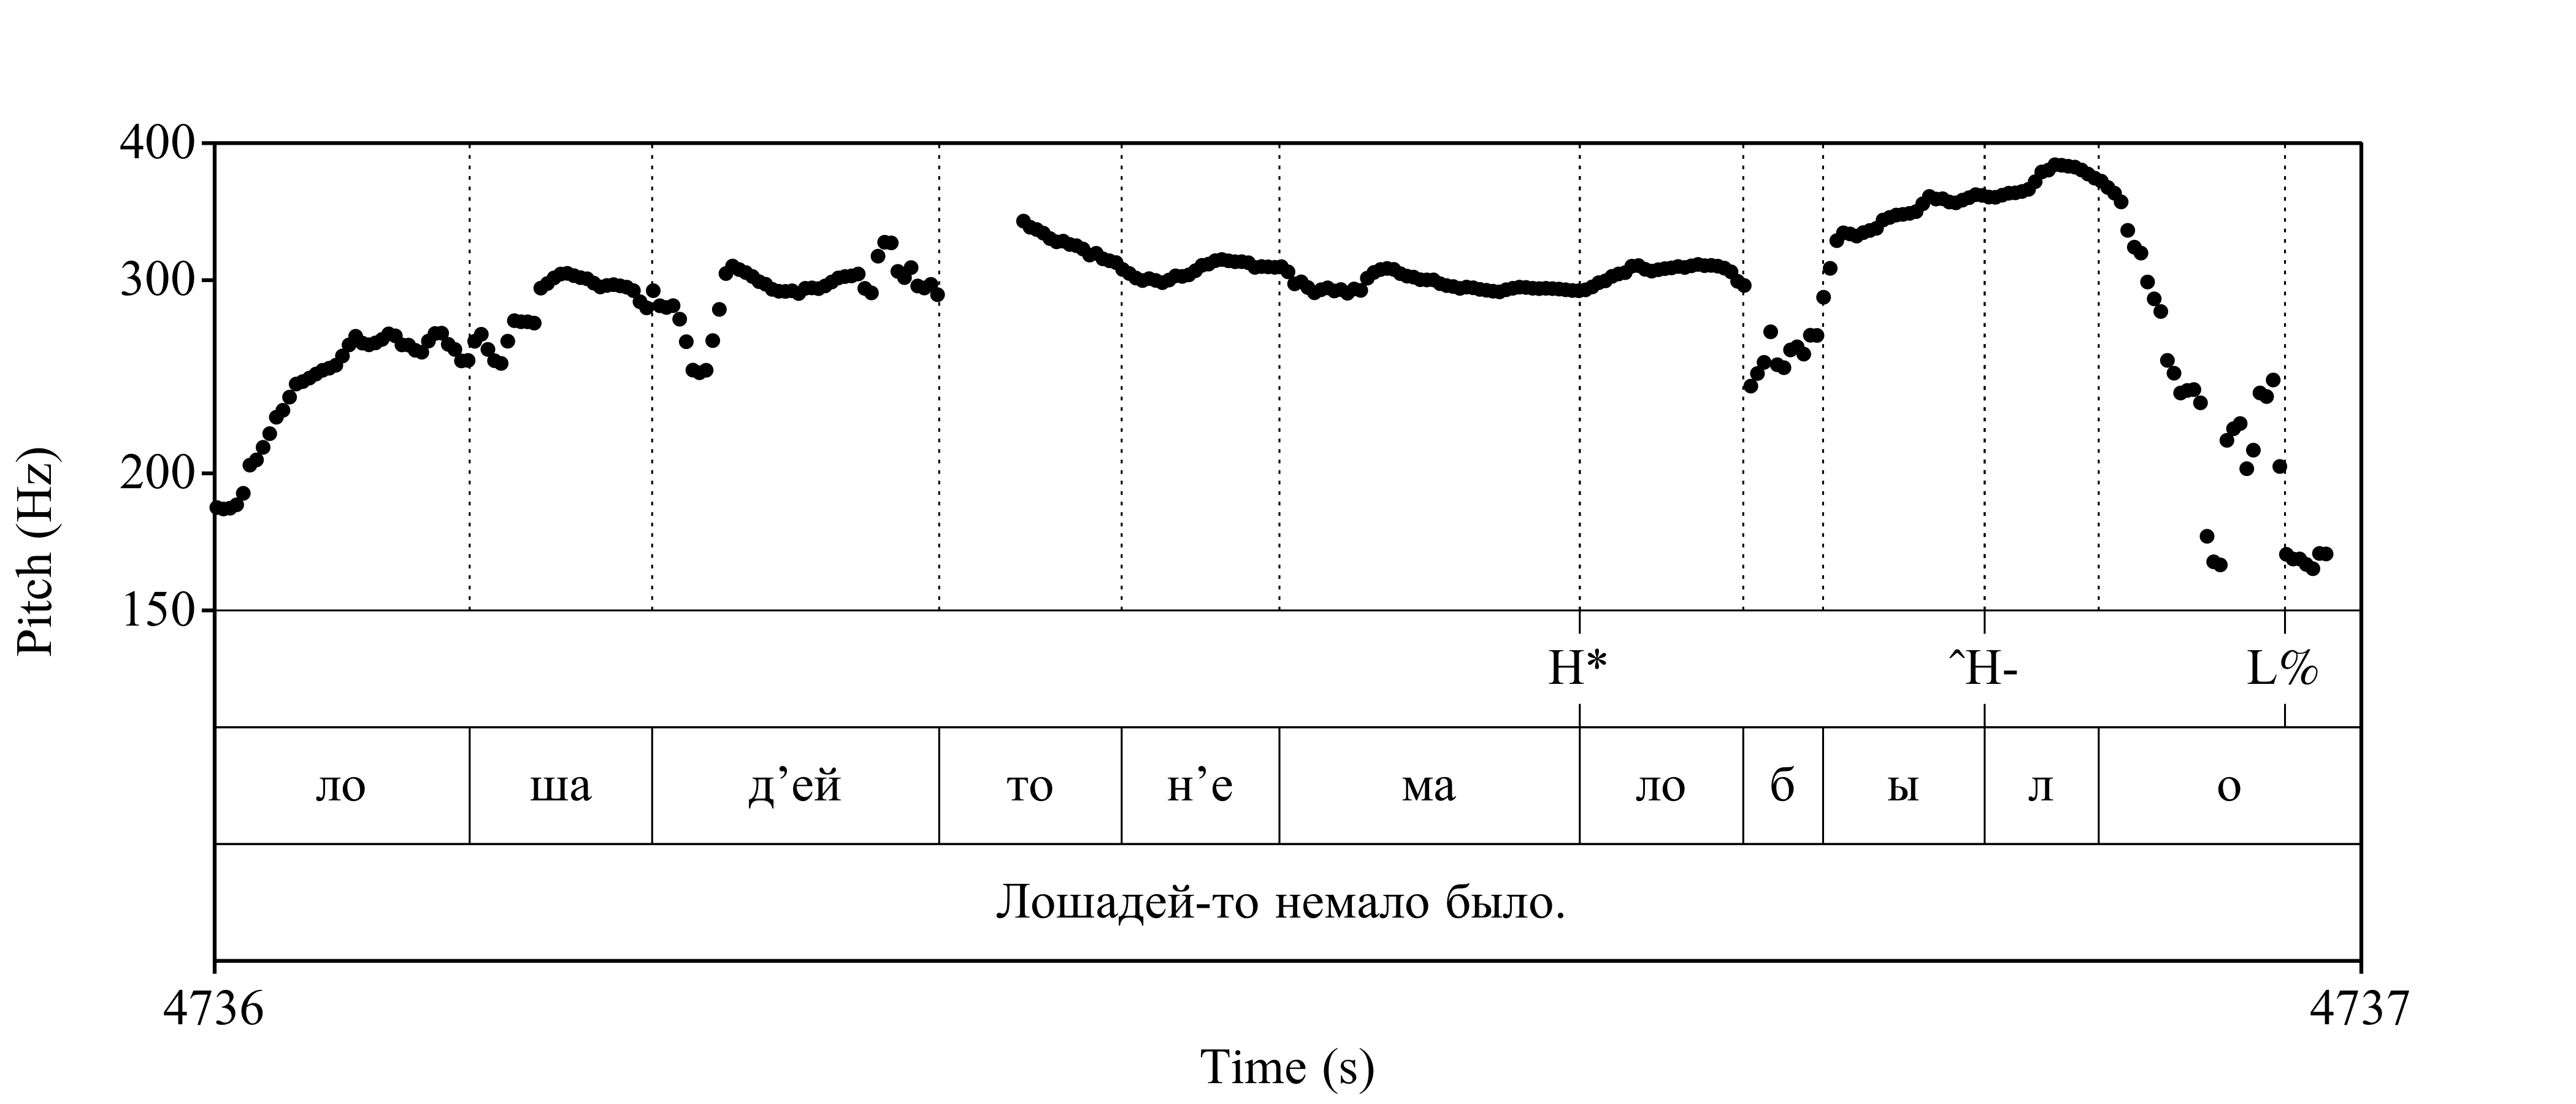 400
300
200
150
Pitch (Hz)
H* ˆH- L%
ло ша д’ей то н’е ма ло б ы л о
Лошадей-то немало было.
4736 4737
Time (s)